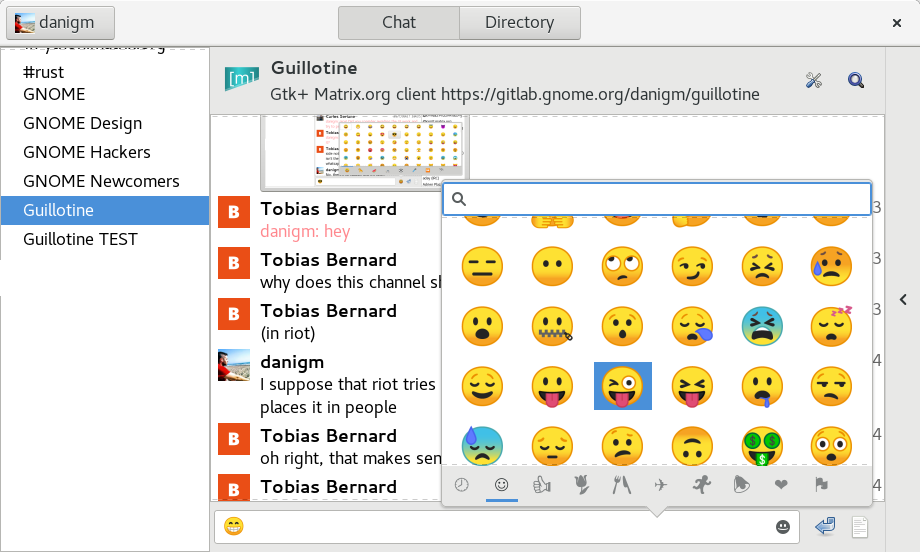 danigm
Chat
Directory
#rust
GNOME
GNOME Design
GNOME Hackers
GNOME Newcomers
Guillotine
Guillotine TEST
[m]
Guillotine
Gtk+ Matrix.org client https://gitlab.gnome.org/danigm/guillotine
B
Tobias Bernard
danigm: hey
B
Tobias Bernard
why does this channel
B
Tobias Bernard
(in riot)
danigm
I suppose that riot tries
places it in people
B
Tobias Bernard
oh right, that makes
B
Tobias Bernard
3
3
3
4
4
4